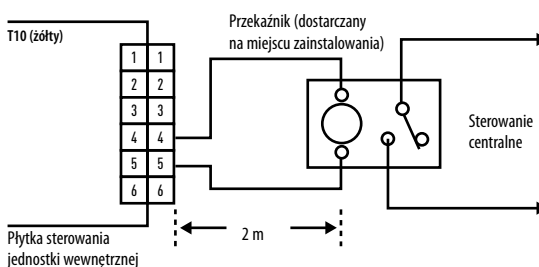 T10 (żółty)
Przekaźnik (dostarczany
na miejscu zainstalowania)
1 1
2 2
3 3
4 4
5 5
6 6
Sterowanie
centralne
2 m
Płytka sterowania
jednostki wewnętrznej